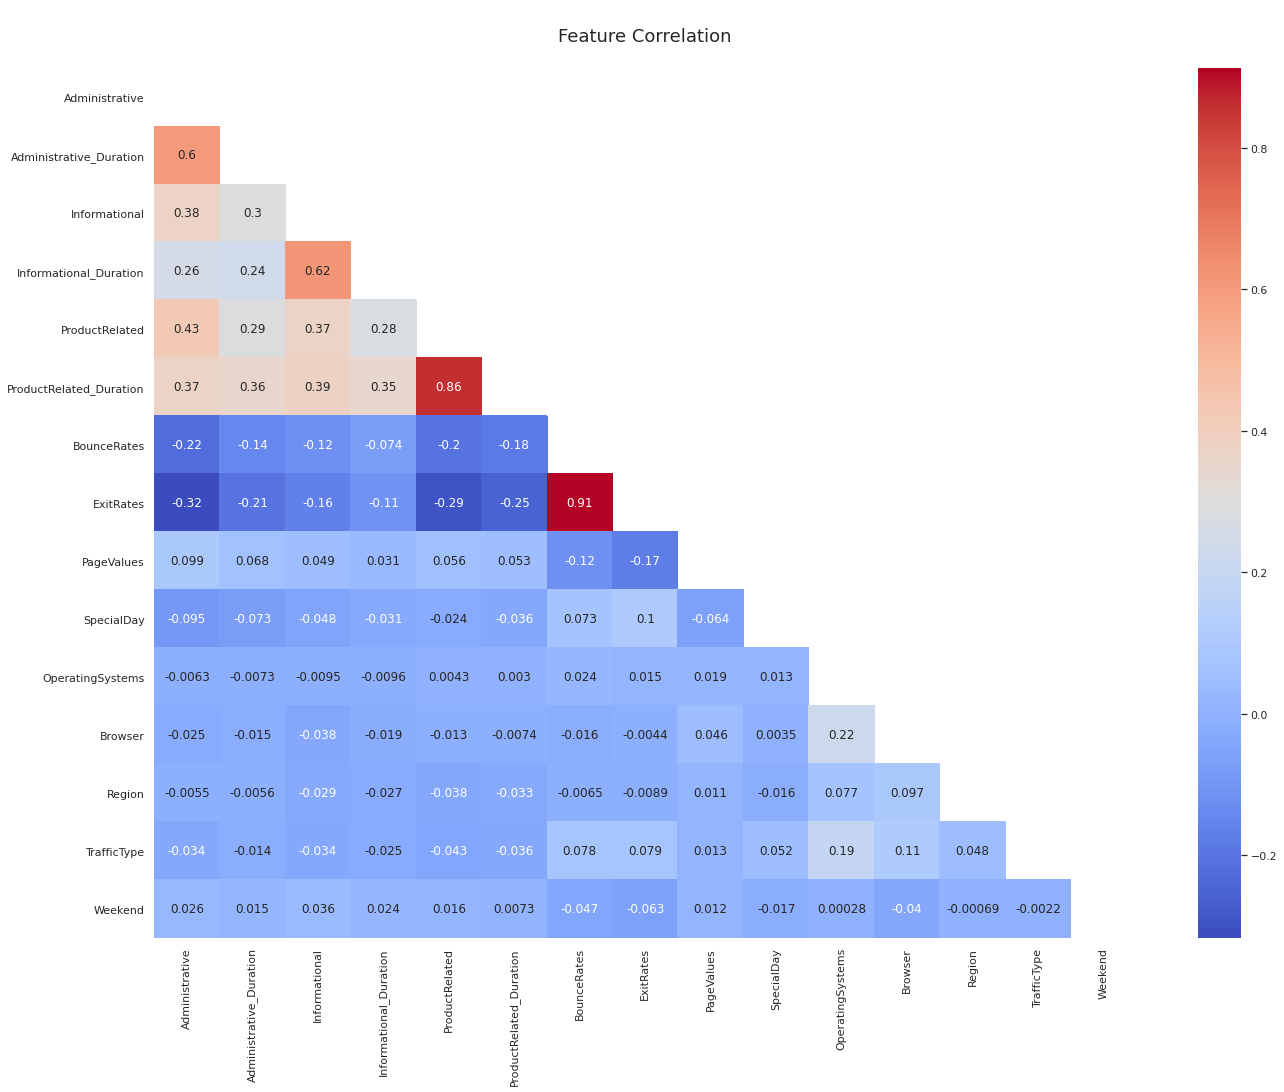 Feature Correlation
Administrative
Administrative_Duration 0.6
Informational 0.38 0.3
Informational_Duration 0.26 0.24 0.62
ProductRelated 0.43 0.29 0.37 0.28
ProductRelated_Duration 0.37 0.36 0.39 0.35 0.86
BounceRates -0.22 -0.14 -0.12 -0.074 -0.2 -0.18
ExitRates -0.32 -0.21 -0.16 -0.11 -0.29 -0.25 0.91
PageValues 0.099 0.068 0.049 0.031 0.056 0.053 -0.12 -0.17
SpecialDay -0.095 -0.073 -0.048 -0.031 -0.024 -0.036 0.073 0.1 -0.064
OperatingSystems -0.0063 -0.0073 -0.0095 -0.0096 0.0043 0.003 0.024 0.015 0.019 0.013
Browser -0.025 -0.015 -0.038 -0.019 -0.013 -0.0074 -0.016 -0.0044 0.046 0.0035 0.22
Region -0.0055 -0.0056 -0.029 -0.027 -0.038 -0.033 -0.0065 -0.0089 0.011 -0.016 0.077 0.097
TrafficType -0.034 -0.014 -0.034 -0.025 -0.043 -0.036 0.078 0.079 0.013 0.052 0.19 0.11 0.048
Weekend 0.026 0.015 0.036 0.024 0.016 0.0073 -0.047 -0.063 0.012 -0.017 0.00028 -0.04 -0.00069 -0.0022
Administrative
Administrative_Duration
Informational
Informational_Duration
ProductRelated
ProductRelated_Duration
BounceRates
ExitRates
PageValues
SpecialDay
OperatingSystems
Browser
Region
TrafficType
Weekend
0.8
0.6
0.4
0.2
0.0
−0.2